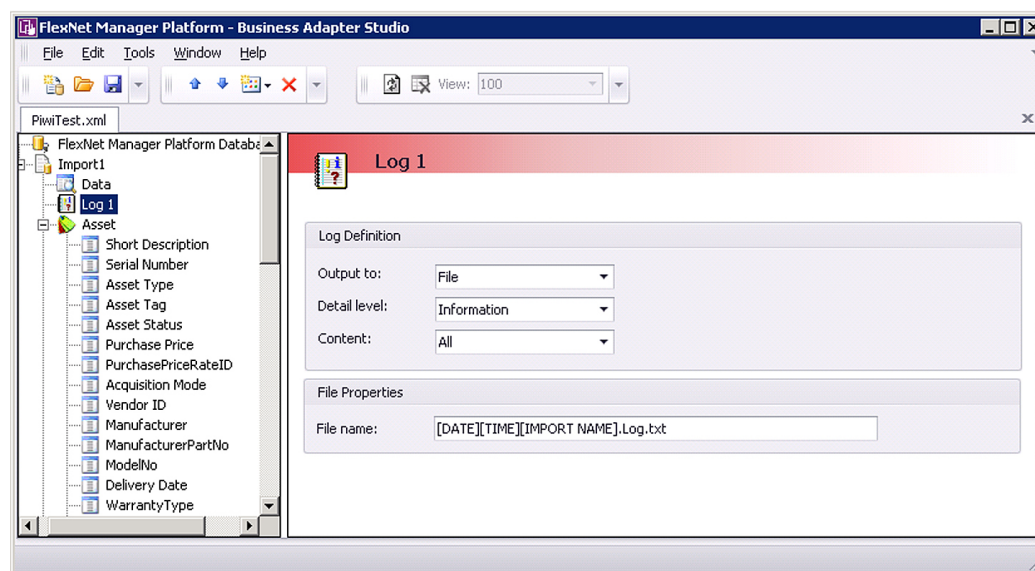 FlexNet Manager Platform - Business Adapter Studio
File Edit Tools Window Help
View: 100
PiwiTest.xml
FlexNet Manager Platform Databa
Import1
Data
Log 1
Asset
Short Description
Serial Number
Asset Type
Asset Tag
Asset Status
Purchase Price
PurchasePriceRateID
Acquisition Mode
Vendor ID
Manufacturer
ManufacturerPartNo
ModelNo
Delivery Date
WarrantyType
Log 1
Log Definition
Output to: File
Detail level: Information
Content: All
File Properties
File name: [DATE][TIME][IMPORT NAME].Log.txt